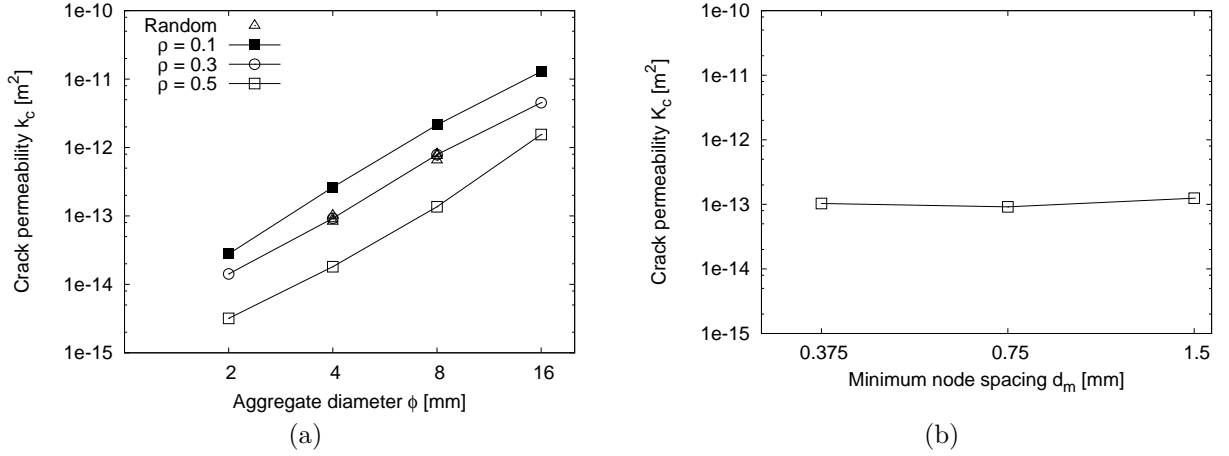 Random
ρ = 0.1
ρ = 0.3
ρ = 0.5
1e-10
1e-11
1e-12
1e-13
1e-14
1e-15
Crack permeability k_c [m²]
2 4 8 16
Aggregate diameter ϕ [mm]
(a)
1e-10
1e-11
1e-12
1e-13
1e-14
1e-15
Crack permeability K_c [m²]
0.375 0.75 1.5
Minimum node spacing d_m [mm]
(b)